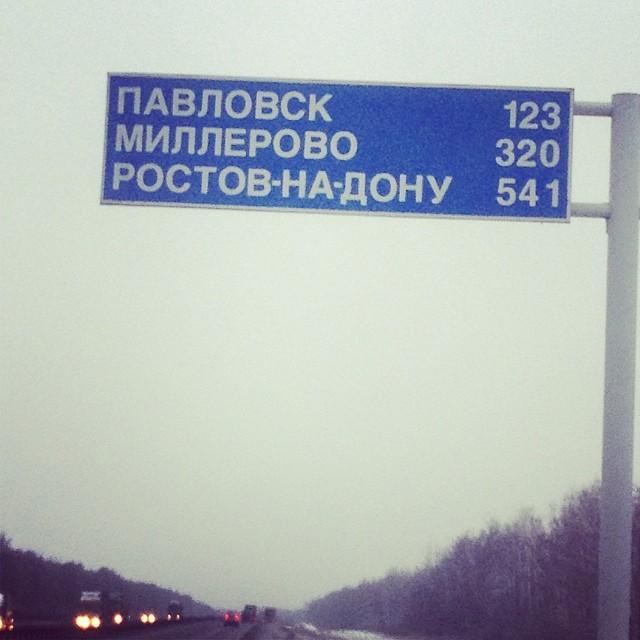 ПАВЛОВСК 123
МИЛЛЕРОВО 320
РОСТОВ-НА-ДОНУ 541